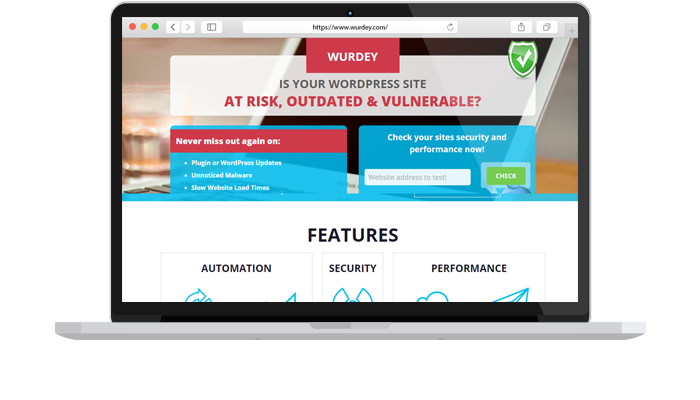 https://www.wurdey.com/
WURDEY
IS YOUR WORDPRESS SITE
AT RISK, OUTDATED & VULNERABLE?
Never miss out again on:
Plugin or WordPress Updates
Unnoticed Malware
Slow Website Load Times
Check your sites security and
performance now!
Website address to test!
CHECK
FEATURES
AUTOMATION
SECURITY
PERFORMANCE